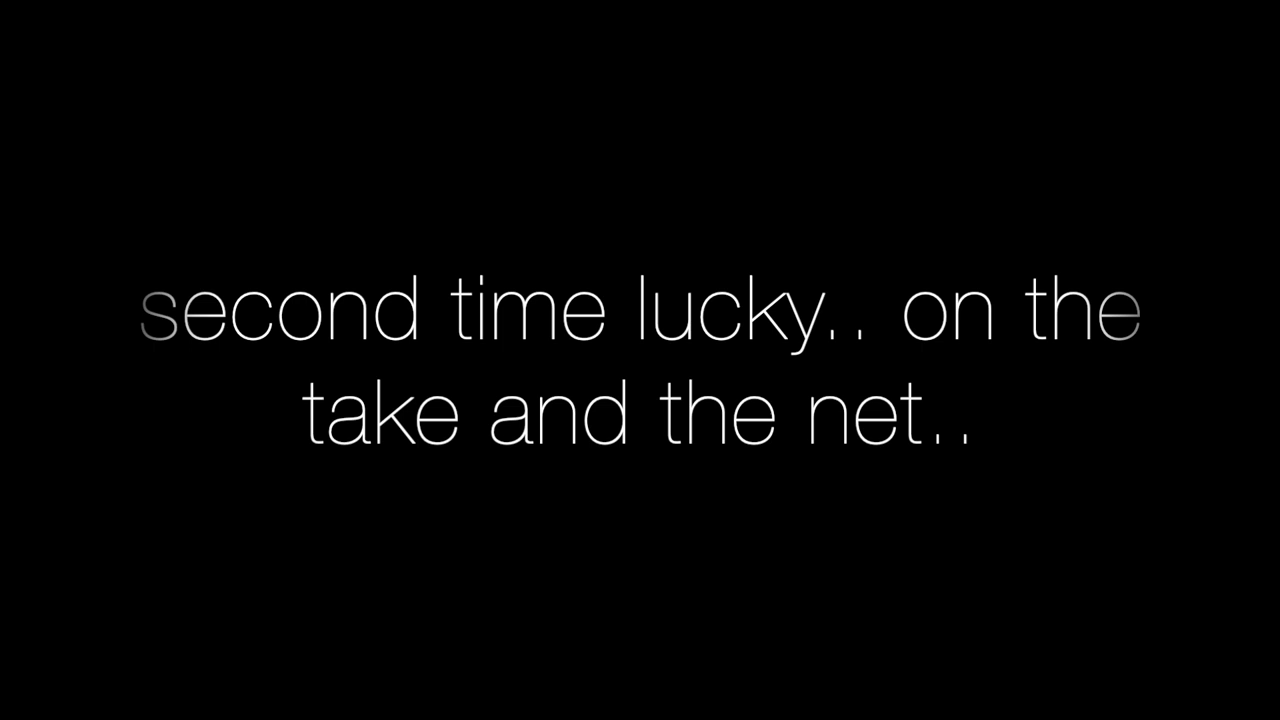 second time lucky.. on the
take and the net..